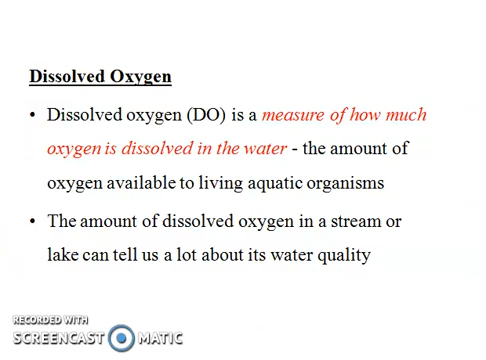 Dissolved Oxygen
• Dissolved oxygen (DO) is a measure of how much
oxygen is dissolved in the water - the amount of
oxygen available to living aquatic organisms
• The amount of dissolved oxygen in a stream or
lake can tell us a lot about its water quality
RECORDED WITH
SCREENCAST MATIC